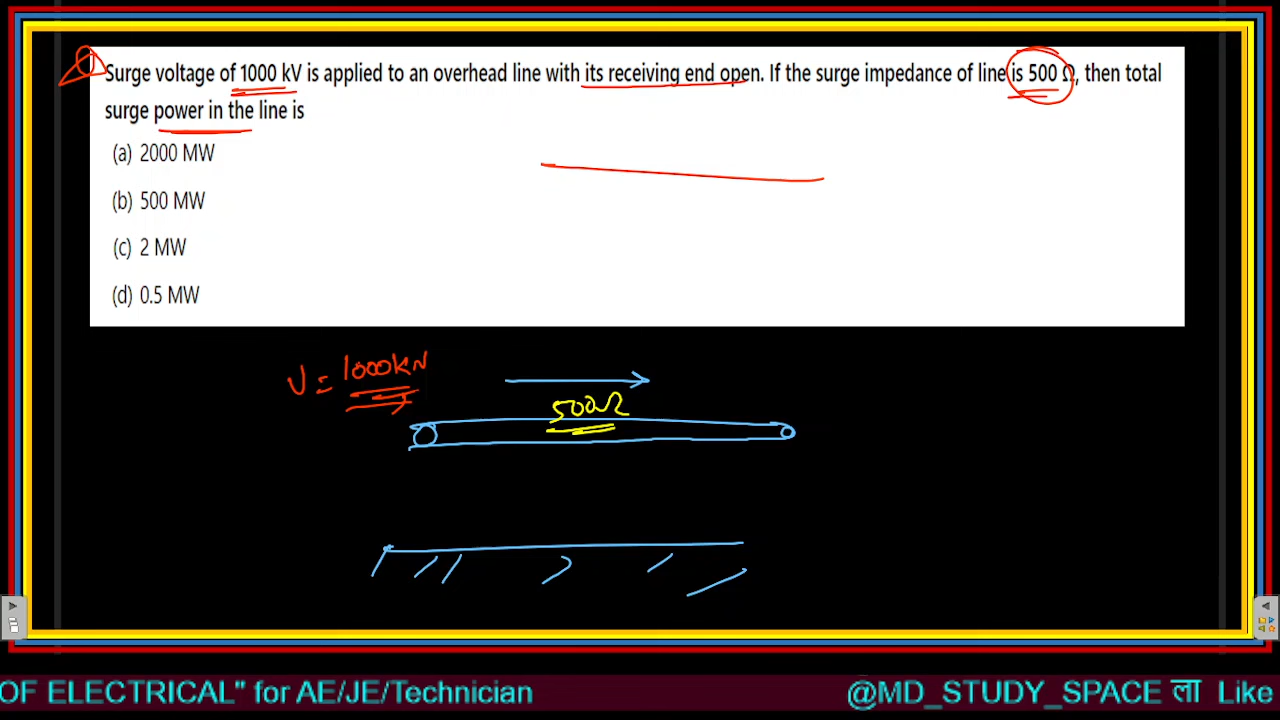 Surge voltage of 1000 kV is applied to an overhead line with its receiving end open. If the surge impedance of line is 500 Ω, then total
surge power in the line is
(a) 2000 MW
(b) 500 MW
(c) 2 MW
(d) 0.5 MW
V = 1000kV
500Ω
OF ELECTRICAL" for AE/JE/Technician
@MD_STUDY_SPACE ला Like